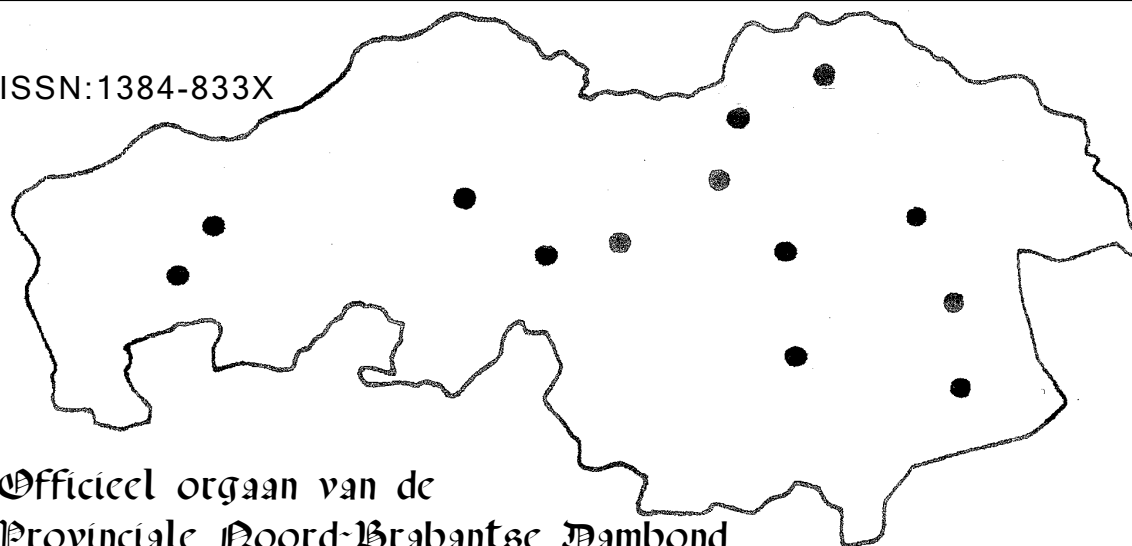 ISSN:1384-833X
Officieel orgaan van de
Provinciale Noord-Brabantse Dambond